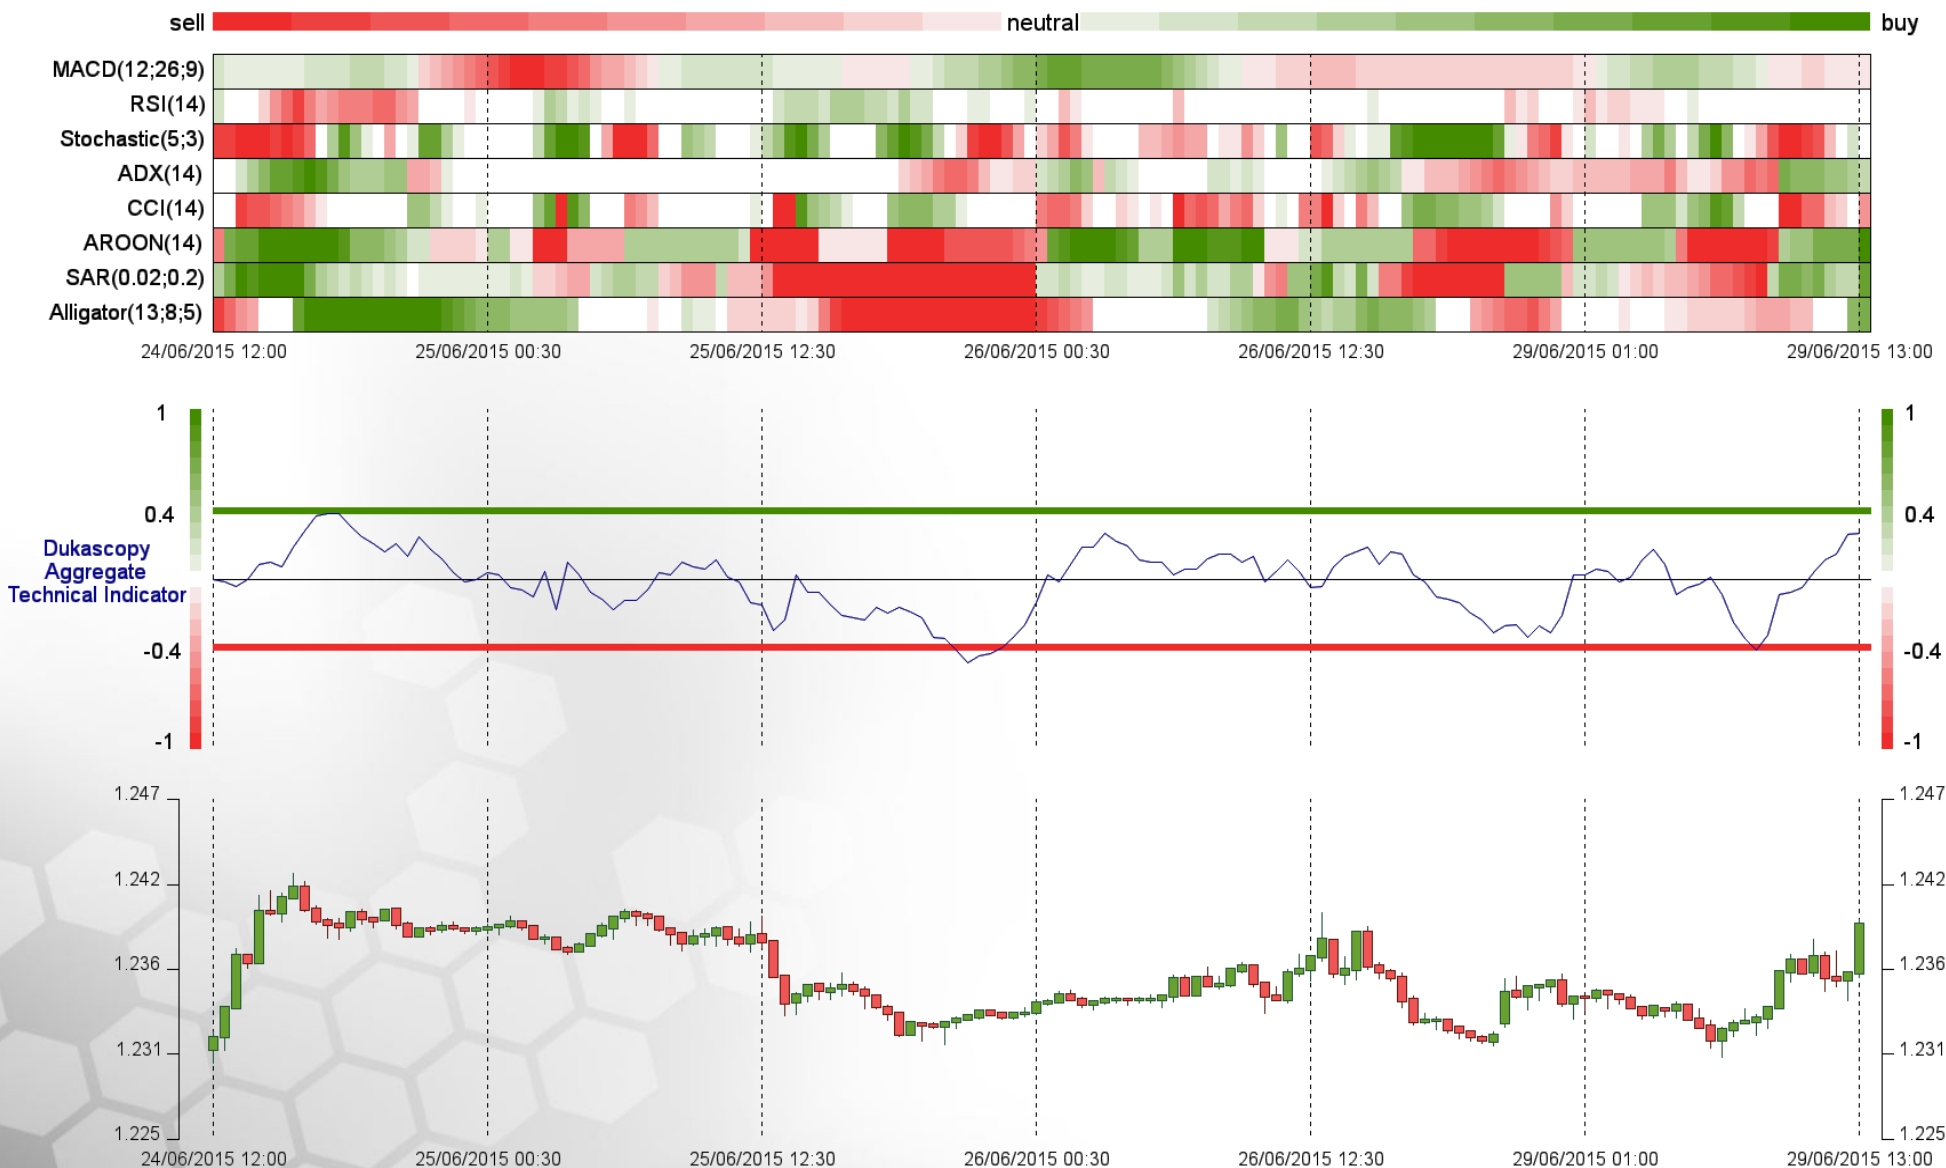 sell neutral buy
MACD(12;26;9)
RSI(14)
Stochastic(5;3)
ADX(14)
CCI(14)
AROON(14)
SAR(0.02;0.2)
Alligator(13;8;5)
24/06/2015 12:00 25/06/2015 00:30 25/06/2015 12:30 26/06/2015 00:30 26/06/2015 12:30 29/06/2015 01:00 29/06/2015 13:00
1 1
0.4 0.4
Dukascopy
Aggregate
Technical Indicator
-0.4 -0.4
-1 -1
1.247 1.247
1.242 1.242
1.236 1.236
1.231 1.231
1.225 1.225
24/06/2015 12:00 25/06/2015 00:30 25/06/2015 12:30 26/06/2015 00:30 26/06/2015 12:30 29/06/2015 01:00 29/06/2015 13:00